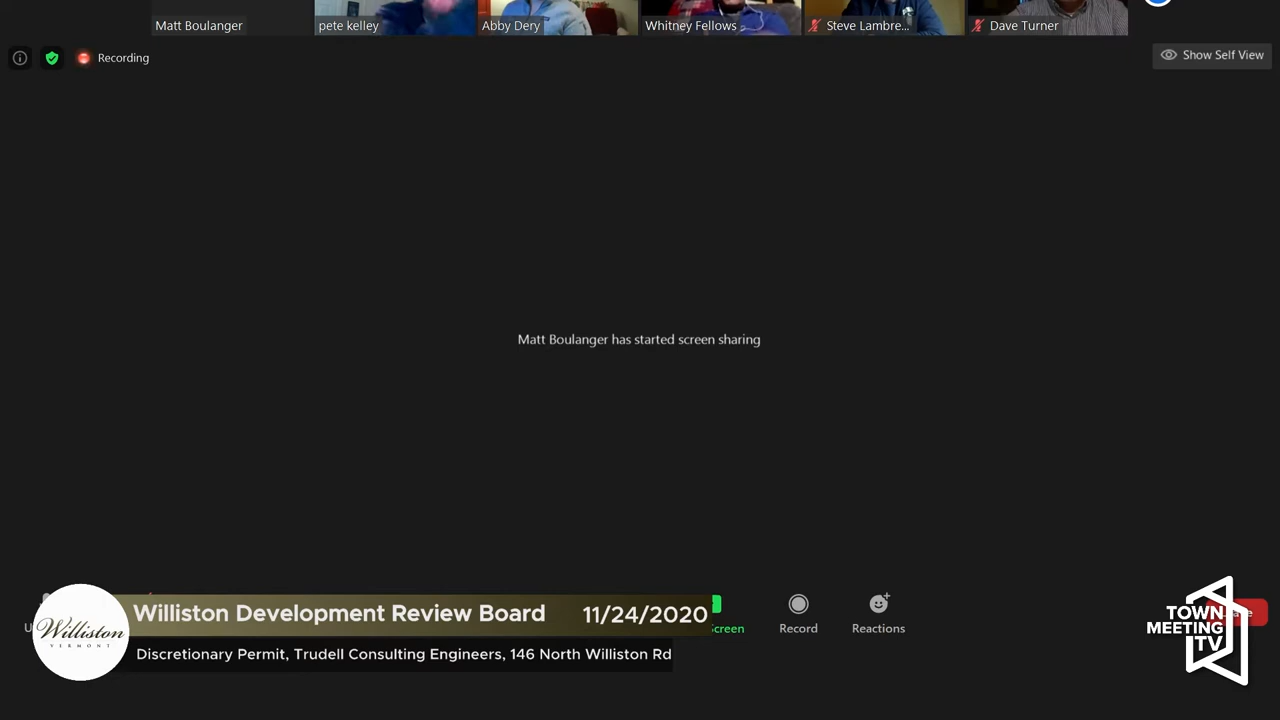 Matt Boulanger
pete kelley
Abby Dery
Whitney Fellows
Steve Lambre...
Dave Turner
Recording
Show Self View
Matt Boulanger has started screen sharing
Williston Development Review Board 11/24/2020
Discretionary Permit, Trudell Consulting Engineers, 146 North Williston Rd
Williston
VERMONT
Screen
Record
Reactions
TOWN
MEETING
TV